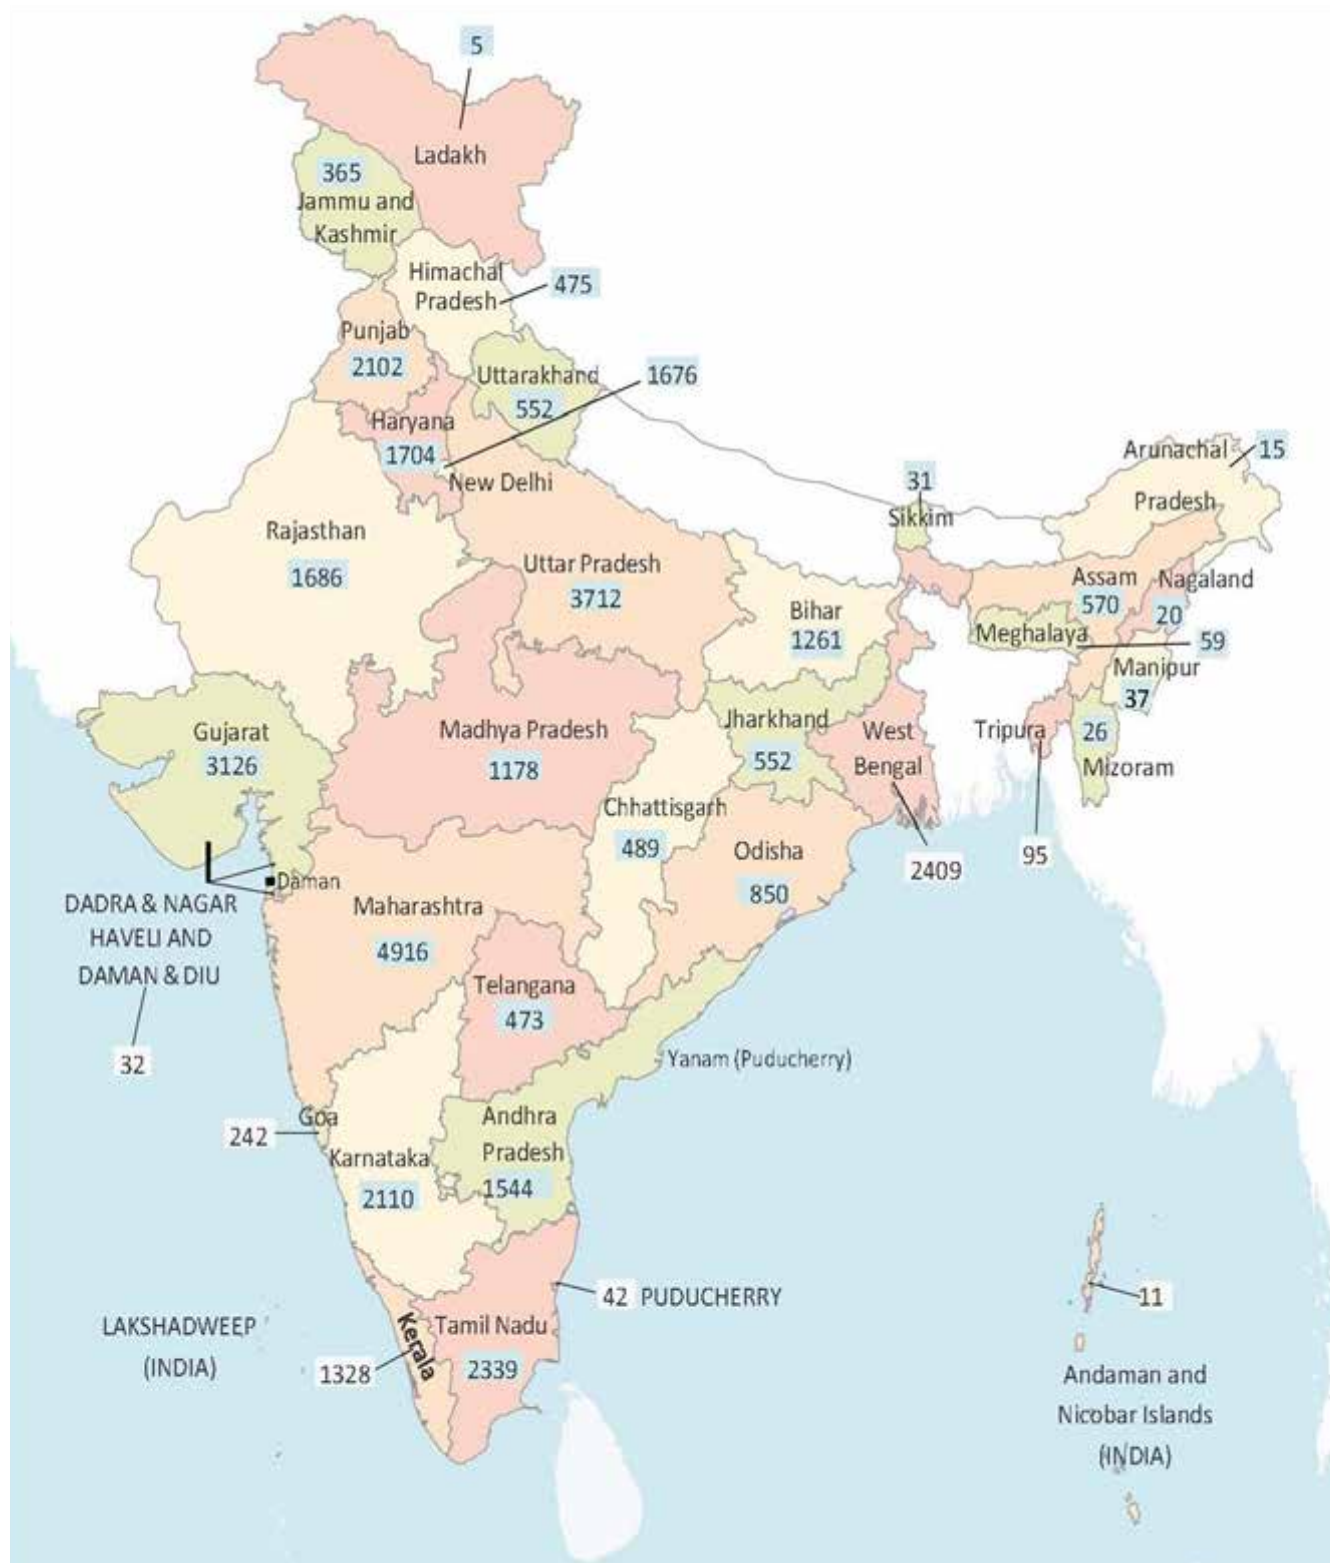 5
Ladakh
365
Jammu and
Kashmir
Himachal
Pradesh
475
Punjab
2102
Uttarakhand
552
1676
Haryana
1704
New Delhi
Arunachal
15
Pradesh
31
Sikkim
Rajasthan
1686
Uttar Pradesh
3712
Bihar
1261
Assam
570
Nagaland
20
Meghalaya
59
Manipur
37
Gujarat
3126
Madhya Pradesh
1178
Jharkhand
552
West
Bengal
2409
Tripura
95
26
Mizoram
Chhattisgarh
489
Odisha
850
Daman
DADRA & NAGAR
HAVELI AND
DAMAN & DIU
32
Maharashtra
4916
Telangana
473
Yanam (Puducherry)
Goa
242
Karnataka
2110
Andhra
Pradesh
1544
42 PUDUCHERRY
11
LAKSHADWEEP
(INDIA)
Kerala
1328
Tamil Nadu
2339
Andaman and
Nicobar Islands
(INDIA)